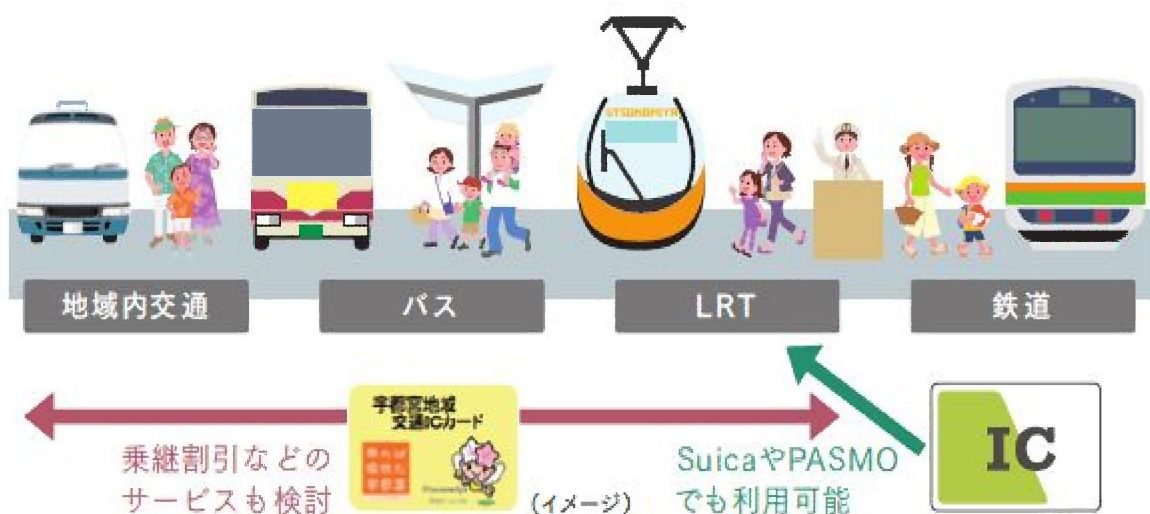 UTSUNOMIYA
地域内交通
バス
LRT
鉄道
宇都宮地域
交通ICカード
乗継割引などの
サービスも検討
(イメージ)
SuicaやPASMO
でも利用可能
IC